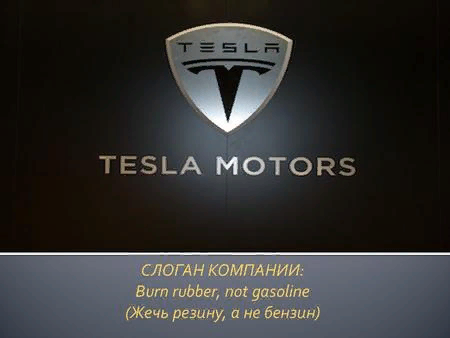 TESLA
TESLA MOTORS
СЛОГАН КОМПАНИИ:
Burn rubber, not gasoline
(Жечь резину, а не бензин)